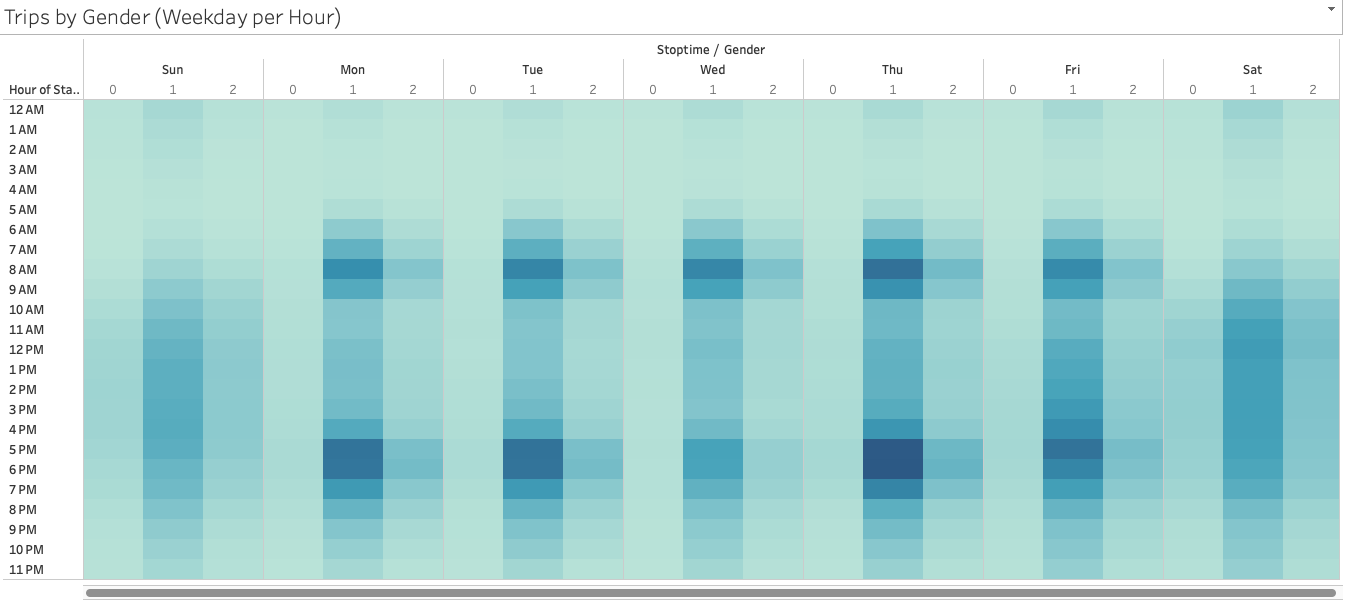 Trips by Gender (Weekday per Hour)
Stoptime / Gender
Sun Mon Tue Wed Thu Fri Sat
Hour of Sta.. 0 1 2 0 1 2 0 1 2 0 1 2 0 1 2 0 1 2 0 1 2
12 AM
1 AM
2 AM
3 AM
4 AM
5 AM
6 AM
7 AM
8 AM
9 AM
10 AM
11 AM
12 PM
1 PM
2 PM
3 PM
4 PM
5 PM
6 PM
7 PM
8 PM
9 PM
10 PM
11 PM